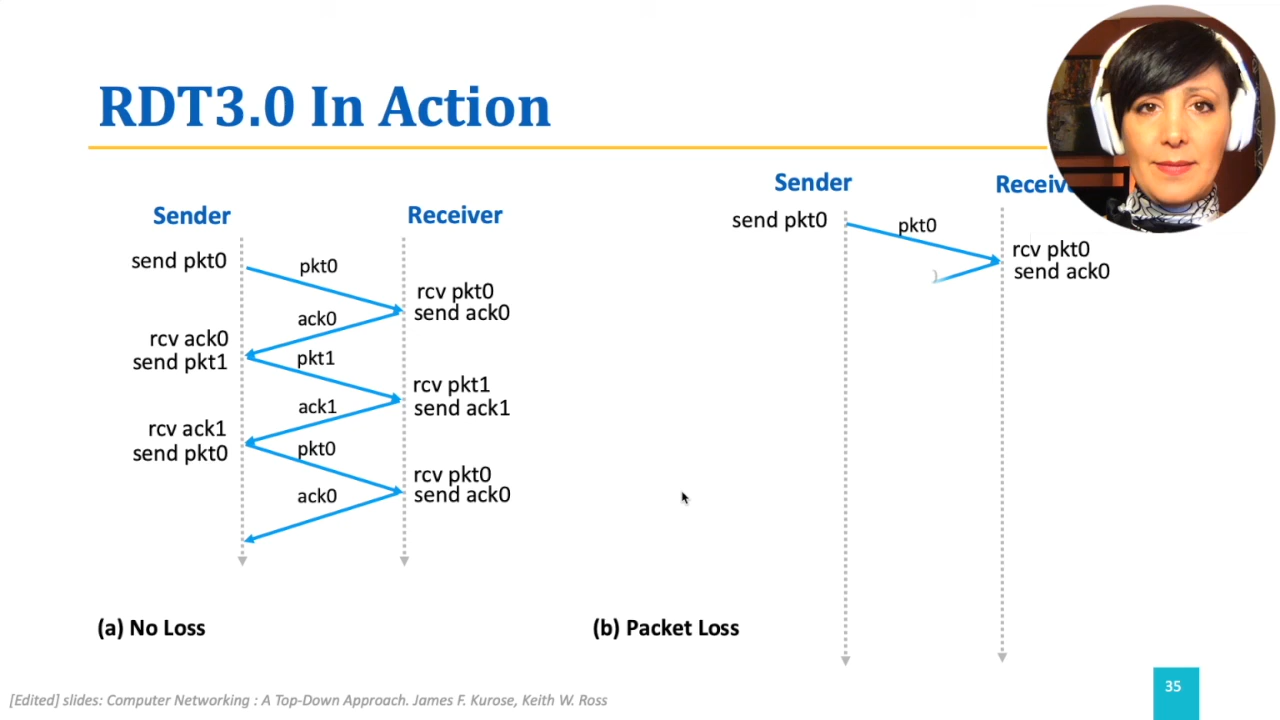 RDT3.0 In Action
Sender
Receiver
send pkt0
pkt0
rcv pkt0
send ack0
ack0
rcv ack0
send pkt1
pkt1
rcv pkt1
send ack1
ack1
rcv ack1
send pkt0
pkt0
rcv pkt0
send ack0
ack0
(a) No Loss
Sender
send pkt0
pkt0
rcv pkt0
send ack0
(b) Packet Loss
[Edited] slides: Computer Networking : A Top-Down Approach. James F. Kurose, Keith W. Ross
35